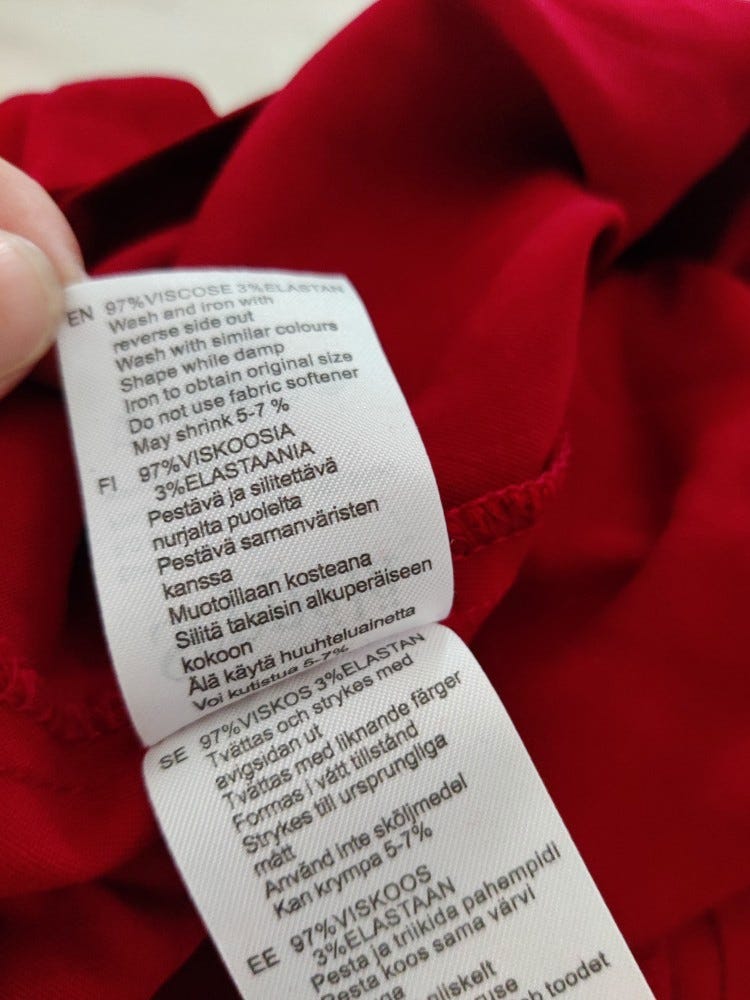 EN 97%VISCOSE 3%ELASTAN
Wash and iron with
reverse side out
Wash with similar colours
Shape while damp
Iron to obtain original size
Do not use fabric softener
May shrink 5-7 %
FI 97%VISKOOSIA
3%ELASTAANIA
Pestävä ja silitettävä
nurjalta puolelta
Pestävä samanväristen
kanssa
Muotoillaan kosteana
Silitä takaisin alkuperäiseen
kokoon
Älä käytä huuhteluainetta
Voi kutistua 5-7%
SE 97%VISKOS 3%ELASTAN
Tvättas och strykes med
avigsidan ut
Tvättas med liknande färger
Formas i vått tillstånd
Strykes till ursprungliga
mått
Använd inte sköljmedel
Kan krympa 5-7%
EE 97%VISKOOS
3%ELASTAAN
Pesta ja triikida pahempidi
Pesta koos sama värvi
toodet